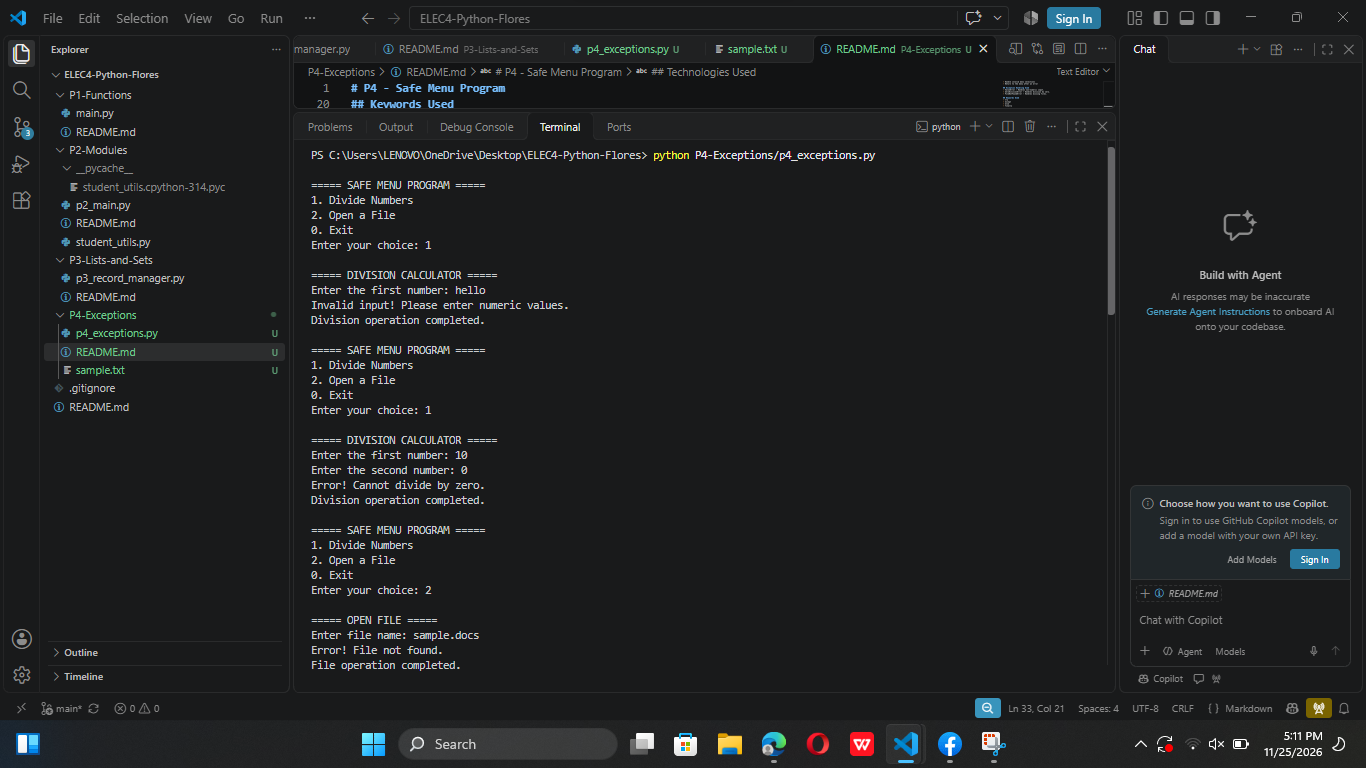 File Edit Selection View Go Run ··· ELEC4-Python-Flores Sign In
Explorer ···
ELEC4-Python-Flores
P1-Functions
main.py
README.md
P2-Modules
__pycache__
student_utils.cpython-314.pyc
p2_main.py
README.md
student_utils.py
P3-Lists-and-Sets
p3_record_manager.py
README.md
P4-Exceptions
p4_exceptions.py U
README.md U
sample.txt U
.gitignore
README.md
Outline
Timeline
3
manager.py README.md P3-Lists-and-Sets p4_exceptions.py U sample.txt U README.md P4-Exceptions U
P4-Exceptions > README.md > # P4 - Safe Menu Program > ## Technologies Used Text Editor
1 # P4 - Safe Menu Program
20 ## Keywords Used
Problems Output Debug Console Terminal Ports python
PS C:\Users\LENOVO\OneDrive\Desktop\ELEC4-Python-Flores> python P4-Exceptions/p4_exceptions.py
===== SAFE MENU PROGRAM =====
1. Divide Numbers
2. Open a File
0. Exit
Enter your choice: 1
===== DIVISION CALCULATOR =====
Enter the first number: hello
Invalid input! Please enter numeric values.
Division operation completed.
===== SAFE MENU PROGRAM =====
1. Divide Numbers
2. Open a File
0. Exit
Enter your choice: 1
===== DIVISION CALCULATOR =====
Enter the first number: 10
Enter the second number: 0
Error! Cannot divide by zero.
Division operation completed.
===== SAFE MENU PROGRAM =====
1. Divide Numbers
2. Open a File
0. Exit
Enter your choice: 2
===== OPEN FILE =====
Enter file name: sample.docs
Error! File not found.
File operation completed.
Chat
Build with Agent
AI responses may be inaccurate
Generate Agent Instructions to onboard AI
onto your codebase.
Choose how you want to use Copilot.
Sign in to use GitHub Copilot models, or
add a model with your own API key.
Add Models Sign In
README.md
Chat with Copilot
Agent Models
Copilot
main* 0 0 Ln 33, Col 21 Spaces: 4 UTF-8 CRLF { } Markdown
Search
5:11 PM
11/25/2026